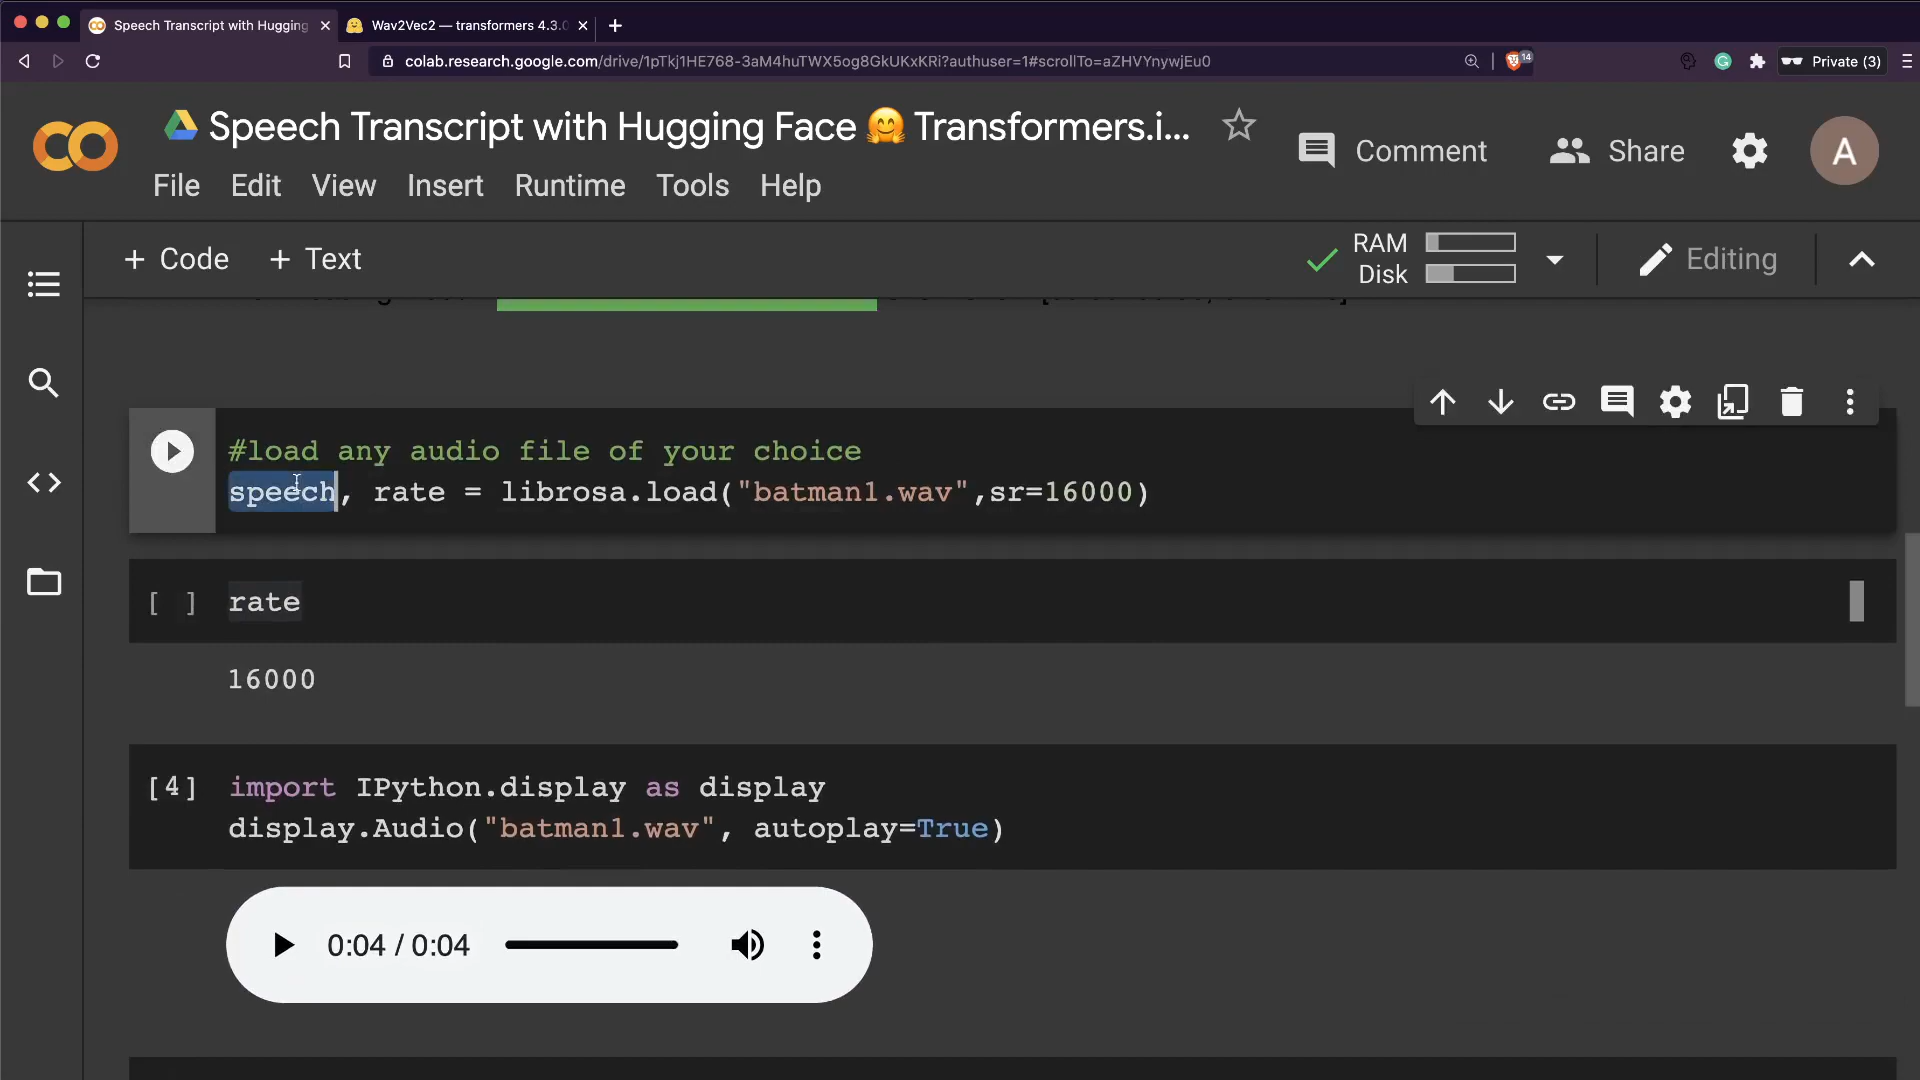 Speech Transcript with Hugging
Wav2Vec2 — transformers 4.3.0
colab.research.google.com/drive/1pTkj1HE768-3aM4huTWX5og8GkUKxKRi?authuser=1#scrollTo=aZHVYnywjEu0
14
Private (3)
Speech Transcript with Hugging Face 🤗 Transformers.i...
Comment
Share
A
File Edit View Insert Runtime Tools Help
+ Code + Text
RAM
Disk
Editing
#load any audio file of your choice
speech, rate = librosa.load("batman1.wav",sr=16000)
[ ] rate
16000
[4] import IPython.display as display
display.Audio("batman1.wav", autoplay=True)
0:04 / 0:04